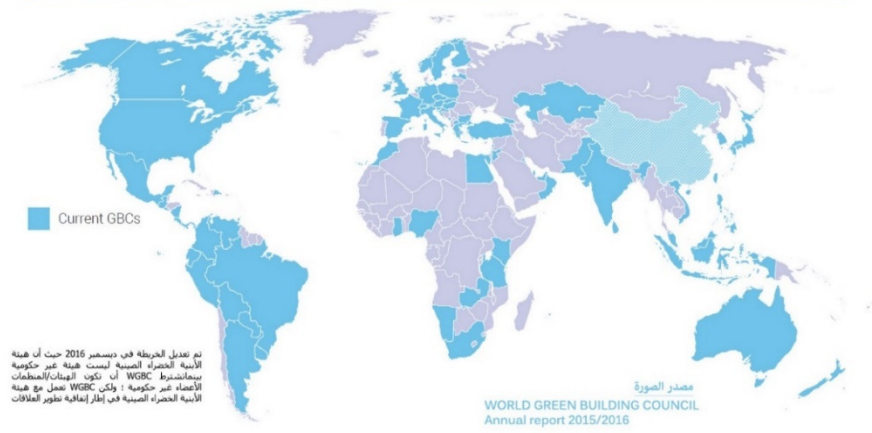 Current GBCs
تم تعديل الخريطة في ديسمبر 2016 حيث أن هيئة
الأبنية الخضراء الصينية ليست هيئة غير حكومية
بينماتشترط WGBC أن تكون الهيئات/المنظمات
الأعضاء غير حكومية ؛ ولكن WGBC تعمل مع هيئة
الأبنية الخضراء الصينية في إطار إتفاقية تطوير العلاقات
مصدر الصورة
WORLD GREEN BUILDING COUNCIL
Annual report 2015/2016